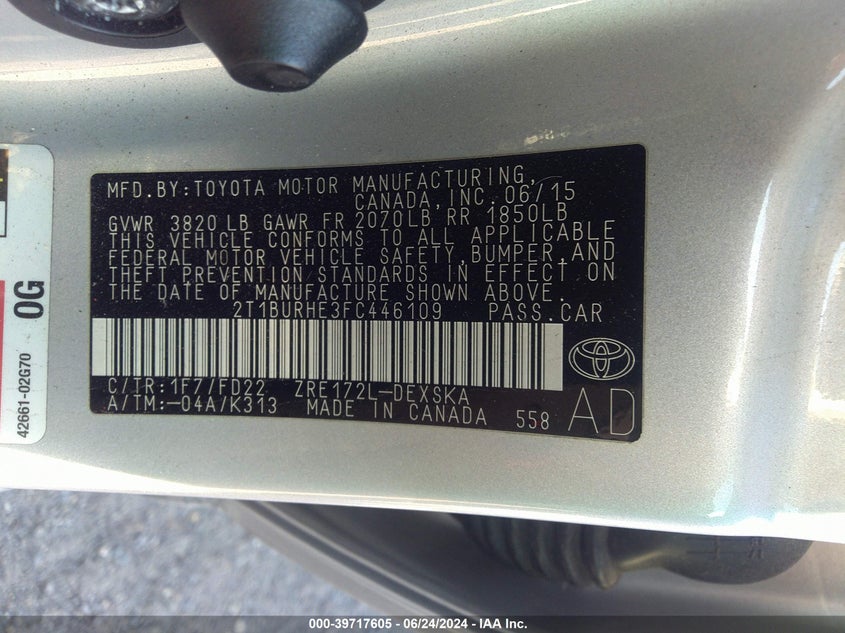 MFD.BY:TOYOTA MOTOR MANUFACTURING,
CANADA,INC. 06/15
GVWR 3820 LB GAWR FR 2070LB RR 1850LB
THIS VEHICLE CONFORMS TO ALL APPLICABLE
FEDERAL MOTOR VEHICLE SAFETY,BUMPER,AND
THEFT PREVENTION STANDARDS IN EFFECT ON
THE DATE OF MANUFACTURE SHOWN ABOVE.
2T1BURHE3FC446109 PASS.CAR
C/TR:1F7/FD22 ZRE172L-DEXSKA
A/TM:-04A/K313 MADE IN CANADA 558
AD
42661-02G70
0G
000-39717605 / 06/24/2024 - IAA Inc.